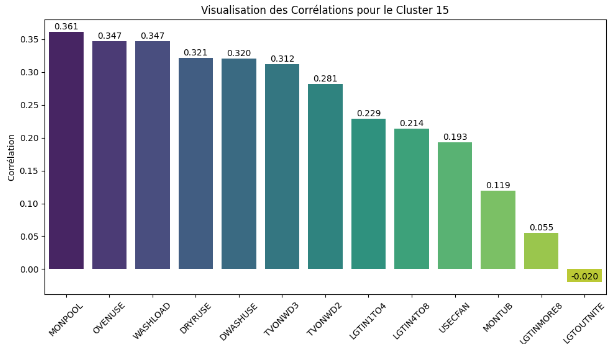 Visualisation des Corrélations pour le Cluster 15
Corrélation
0.35
0.30
0.25
0.20
0.15
0.10
0.05
0.00
0.361
0.347
0.347
0.321
0.320
0.312
0.281
0.229
0.214
0.193
0.119
0.055
-0.020
MONPOOL
OVENUSE
WASHLOAD
DRYRUSE
DWASHUSE
TVONWD3
TVONWD2
LGTIN1TO4
LGTIN4TO8
USECFAN
MONTUB
LGTINMORE8
LGTOUTNITE